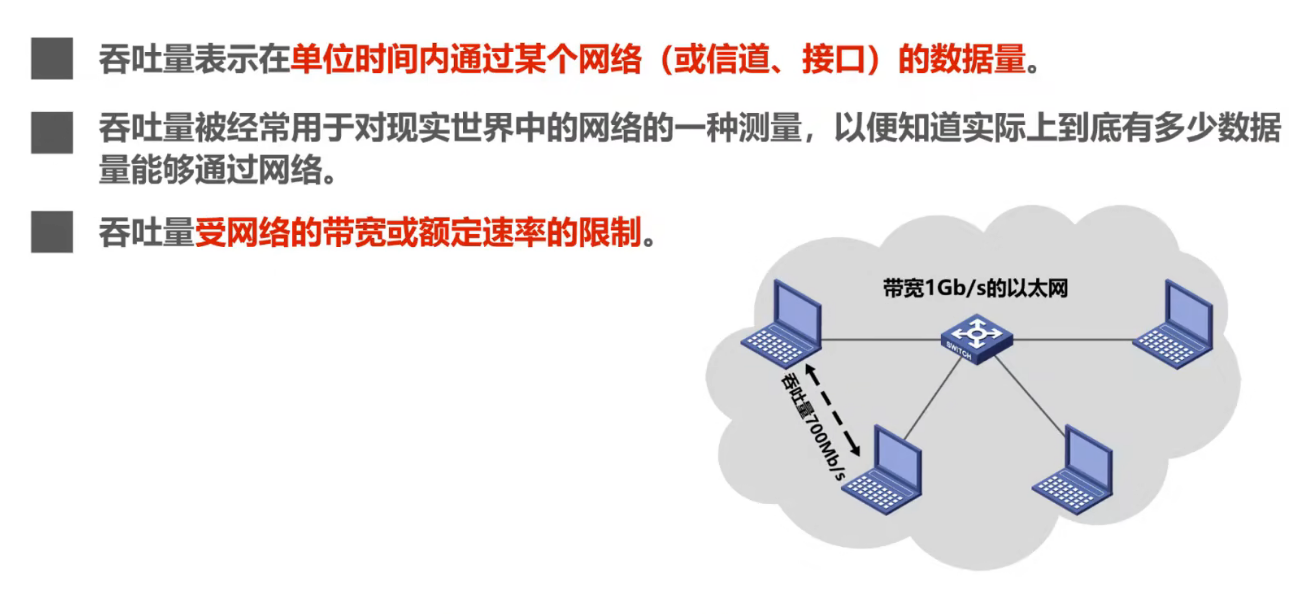 吞吐量表示在单位时间内通过某个网络（或信道、接口）的数据量。
吞吐量被经常用于对现实世界中的网络的一种测量，以便知道实际上到底有多少数据
量能够通过网络。
吞吐量受网络的带宽或额定速率的限制。
带宽1Gb/s的以太网
SWITCH
吞吐量700Mb/s